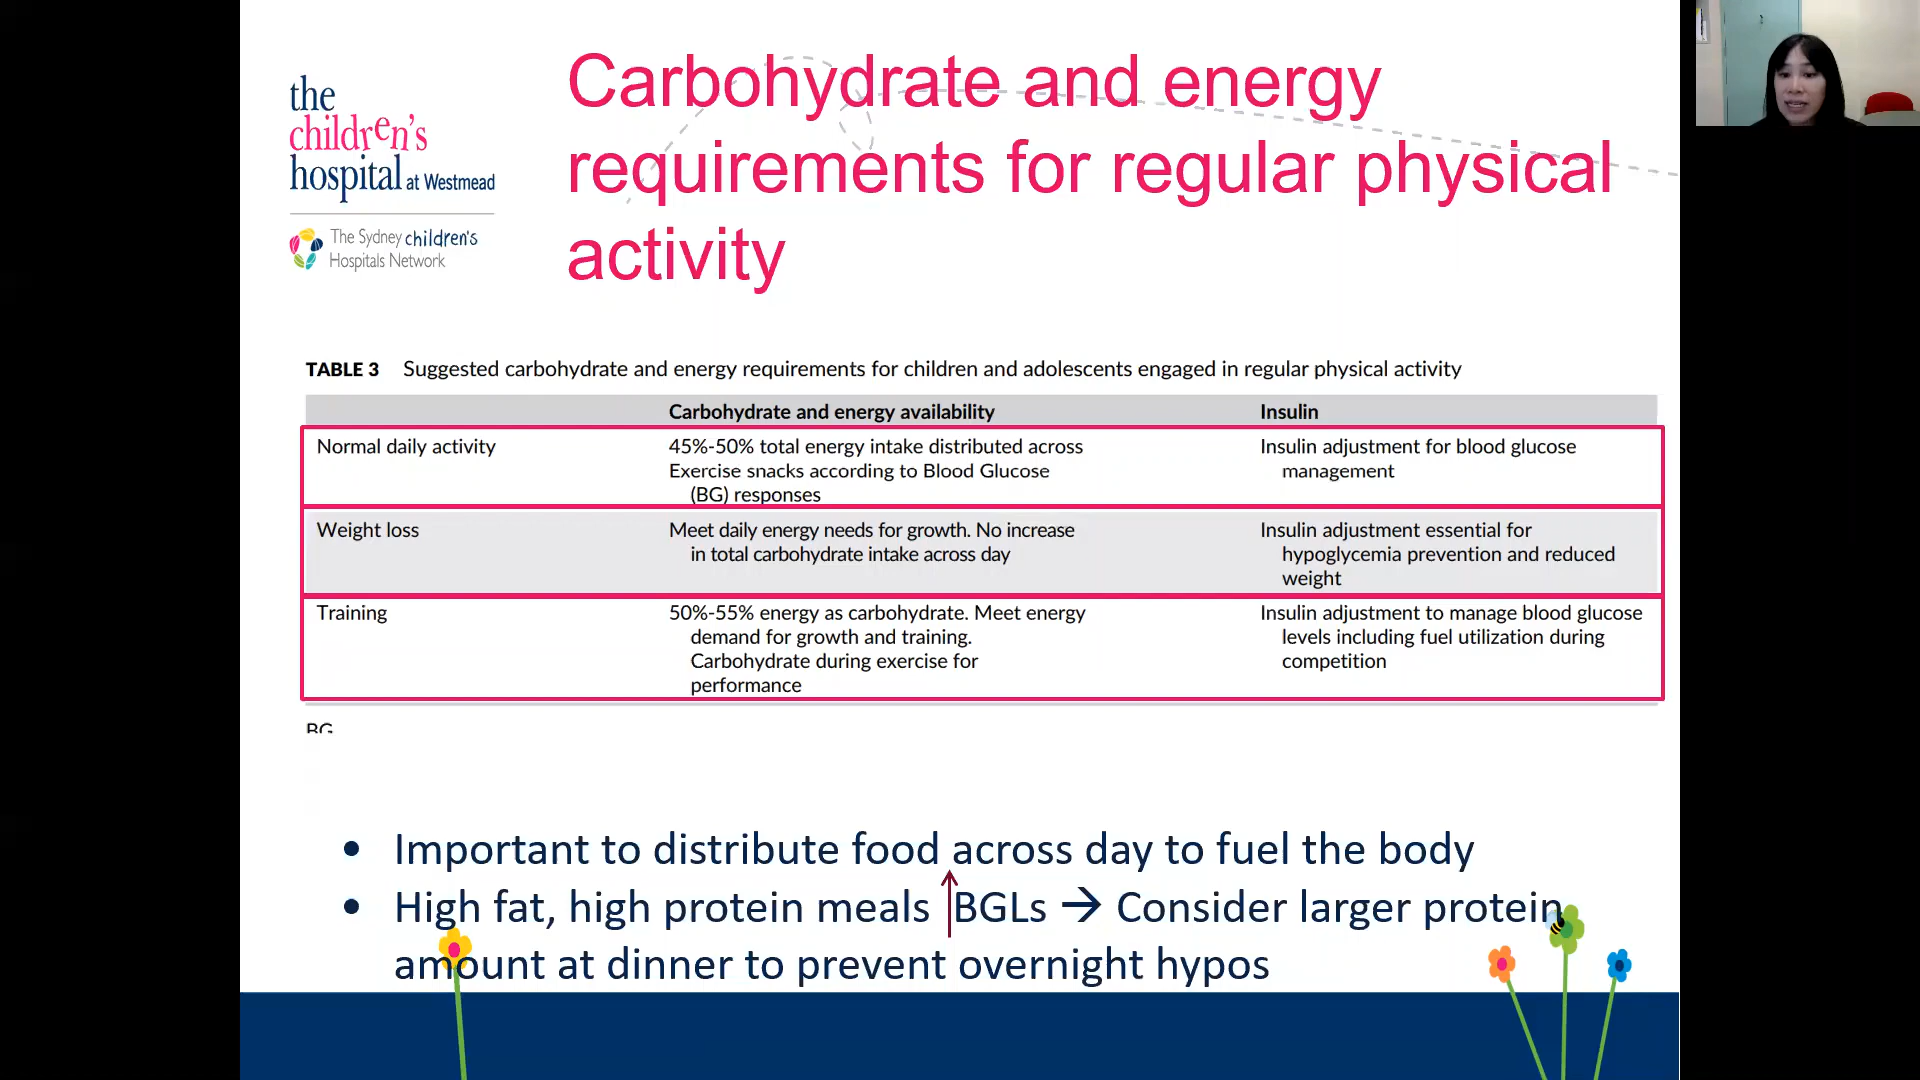 the
children's
hospital at Westmead
The Sydney children's
Hospitals Network
Carbohydrate and energy
requirements for regular physical
activity
TABLE 3 Suggested carbohydrate and energy requirements for children and adolescents engaged in regular physical activity
Carbohydrate and energy availability Insulin
Normal daily activity 45%-50% total energy intake distributed across Insulin adjustment for blood glucose
Exercise snacks according to Blood Glucose management
(BG) responses
Weight loss Meet daily energy needs for growth. No increase Insulin adjustment essential for
in total carbohydrate intake across day hypoglycemia prevention and reduced
weight
Training 50%-55% energy as carbohydrate. Meet energy Insulin adjustment to manage blood glucose
demand for growth and training. levels including fuel utilization during
Carbohydrate during exercise for competition
performance
BG
• Important to distribute food across day to fuel the body
• High fat, high protein meals ↑BGLs → Consider larger protein
amount at dinner to prevent overnight hypos